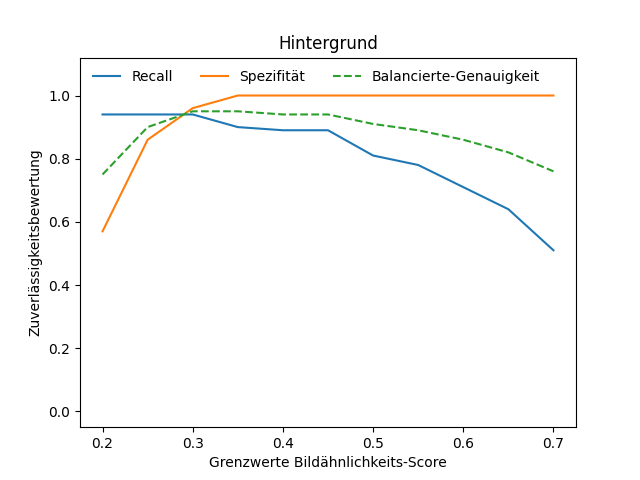 Hintergrund
Recall Spezifität Balancierte-Genauigkeit
1.0
0.8
0.6
0.4
0.2
0.0
Zuverlässigkeitsbewertung
0.2 0.3 0.4 0.5 0.6 0.7
Grenzwerte Bildähnlichkeits-Score